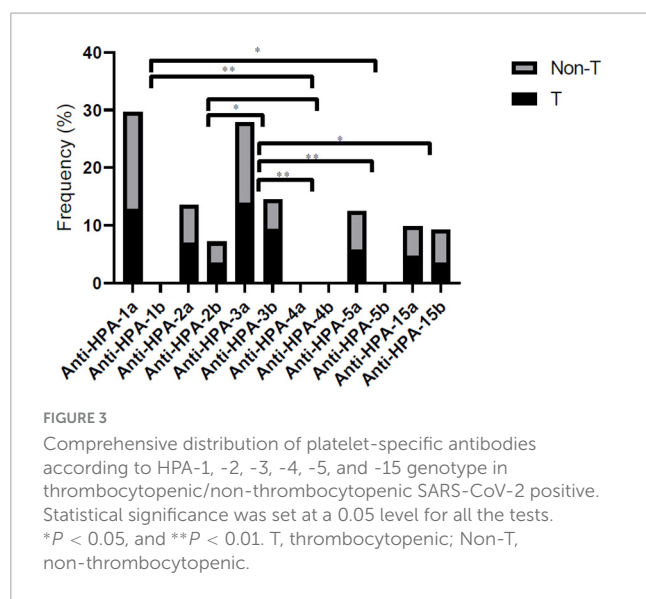 40
30
20
10
0
Frequency (%)
*
**
*
*
**
**
Non-T
T
Anti-HPA-1a
Anti-HPA-1b
Anti-HPA-2a
Anti-HPA-2b
Anti-HPA-3a
Anti-HPA-3b
Anti-HPA-4a
Anti-HPA-4b
Anti-HPA-5a
Anti-HPA-5b
Anti-HPA-15a
Anti-HPA-15b
FIGURE 3
Comprehensive distribution of platelet-specific antibodies
according to HPA-1, -2, -3, -4, -5, and -15 genotype in
thrombocytopenic/non-thrombocytopenic SARS-CoV-2 positive.
Statistical significance was set at a 0.05 level for all the tests.
*P < 0.05, and **P < 0.01. T, thrombocytopenic; Non-T,
non-thrombocytopenic.